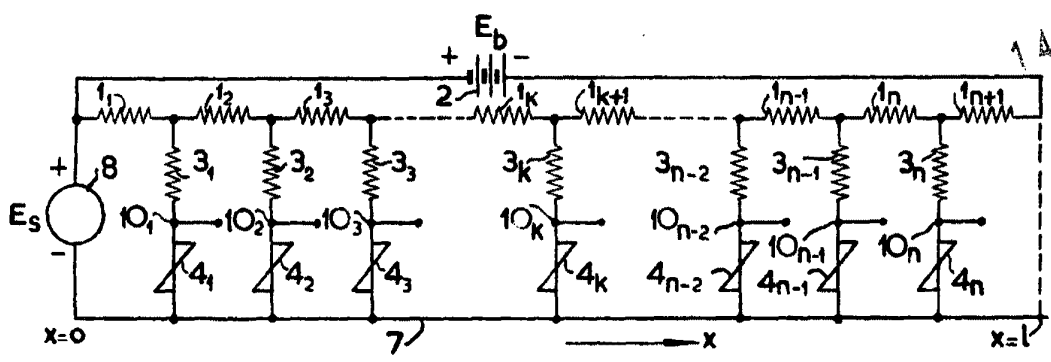 E_b
+ -
2
1_1 1_2 1_3 1_k 1_{k+1} 1_{n-1} 1_n 1_{n+1}
+ 8 3_1 3_2 3_3 3_k 3_{n-2} 3_{n-1} 3_n
E_s 10_1 10_2 10_3 10_k 10_{n-2} 10_{n-1} 10_n
- 4_1 4_2 4_3 4_k 4_{n-2} 4_{n-1} 4_n
x=0 7 x x=l